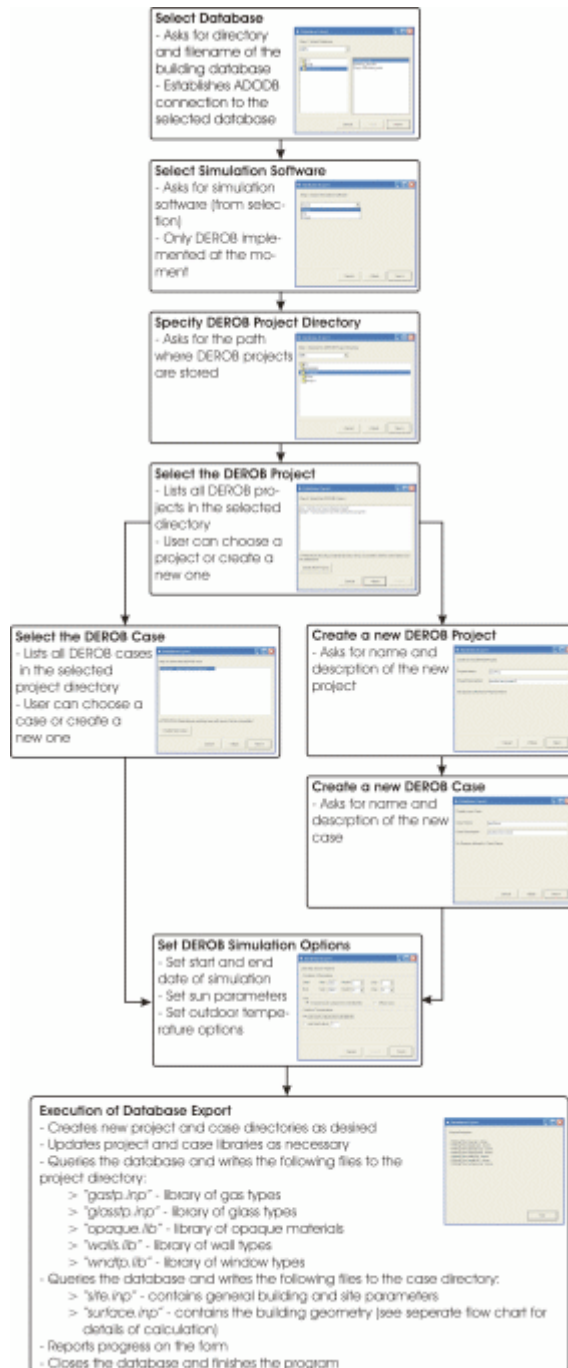 Select Database
- Asks for directory
and filename of the
building database
- Establishes ADODB
connection to the
selected database
Select Simulation Software
- Asks for simulation
software (from selec-
tion)
- Only DEROB imple-
mented at the mo-
ment
Specify DEROB Project Directory
- Asks for the path
where DEROB projects
are stored
Select the DEROB Project
- Lists all DEROB pro-
jects in the selected
directory
- User can choose a
project or create a
new one
Select the DEROB Case
- Lists all DEROB cases
in the selected
project directory
- User can choose a
case or create a
new one
Create a new DEROB Project
- Asks for name and
descrption of the new
project
Create a new DEROB Case
- Asks for name and
descrption of the new
case
Set DEROB Simulation Options
- Set start and end
date of simulation
- Set sun parameters
- Set outdoor tempe-
rature options
Execution of Database Export
- Creates new project and case directories as desired
- Updates project and case libraries as necessary
- Queries the database and writes the following files to the
project directory:
> "gastp.inp" - library of gas types
> "glasstp.inp" - library of glass types
> "opaque.lib" - library of opaque materials
> "walls.lib" - library of wall types
> "wndtp.lib" - library of window types
- Queries the database and writes the following files to the case directory:
> "site.inp" - contains general building and site parameters
> "surface.inp" - contains the building geometry (see seperate flow chart for
details of calculation)
- Reports progress on the form
- Closes the database and finishes the program